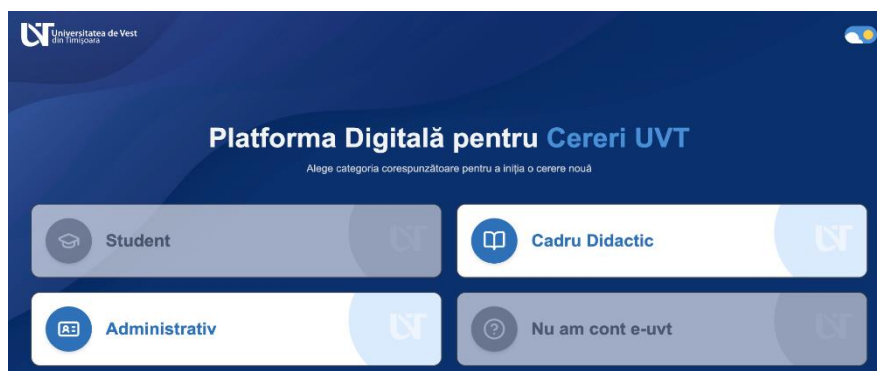 Universitatea de Vest
din Timișoara
Platforma Digitală pentru Cereri UVT
Alege categoria corespunzătoare pentru a iniția o cerere nouă
Student
Cadru Didactic
Administrativ
Nu am cont e-uvt